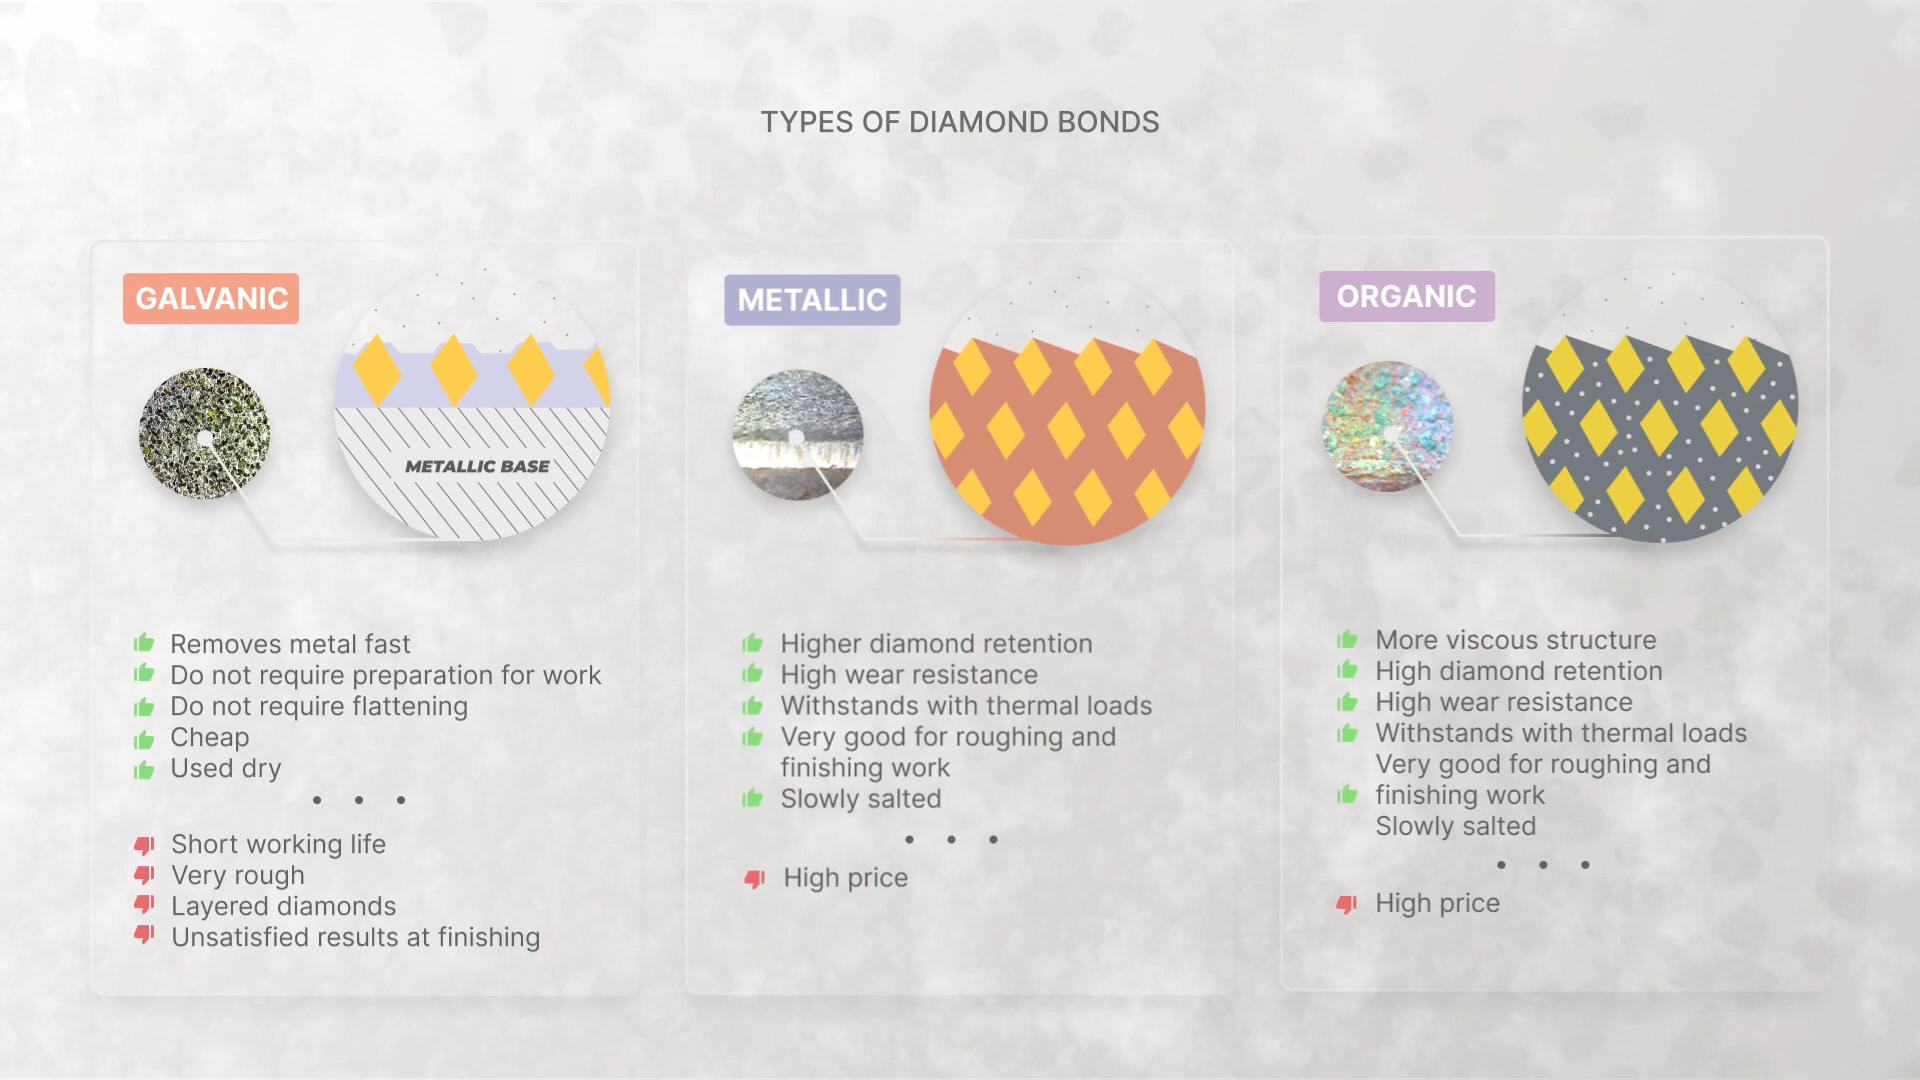 TYPES OF DIAMOND BONDS
GALVANIC
METALLIC BASE
Removes metal fast
Do not require preparation for work
Do not require flattening
Cheap
Used dry
Short working life
Very rough
Layered diamonds
Unsatisfied results at finishing
METALLIC
Higher diamond retention
High wear resistance
Withstands with thermal loads
Very good for roughing and
finishing work
Slowly salted
High price
ORGANIC
More viscous structure
High diamond retention
High wear resistance
Withstands with thermal loads
Very good for roughing and
finishing work
Slowly salted
High price